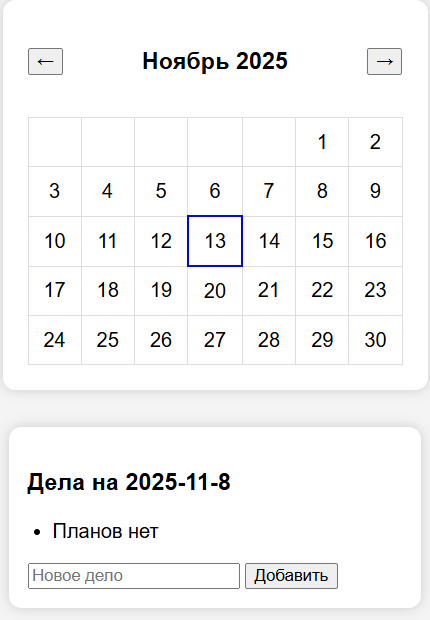 ← Ноябрь 2025 →
1 2
3 4 5 6 7 8 9
10 11 12 13 14 15 16
17 18 19 20 21 22 23
24 25 26 27 28 29 30
Дела на 2025-11-8
• Планов нет
Новое дело Добавить